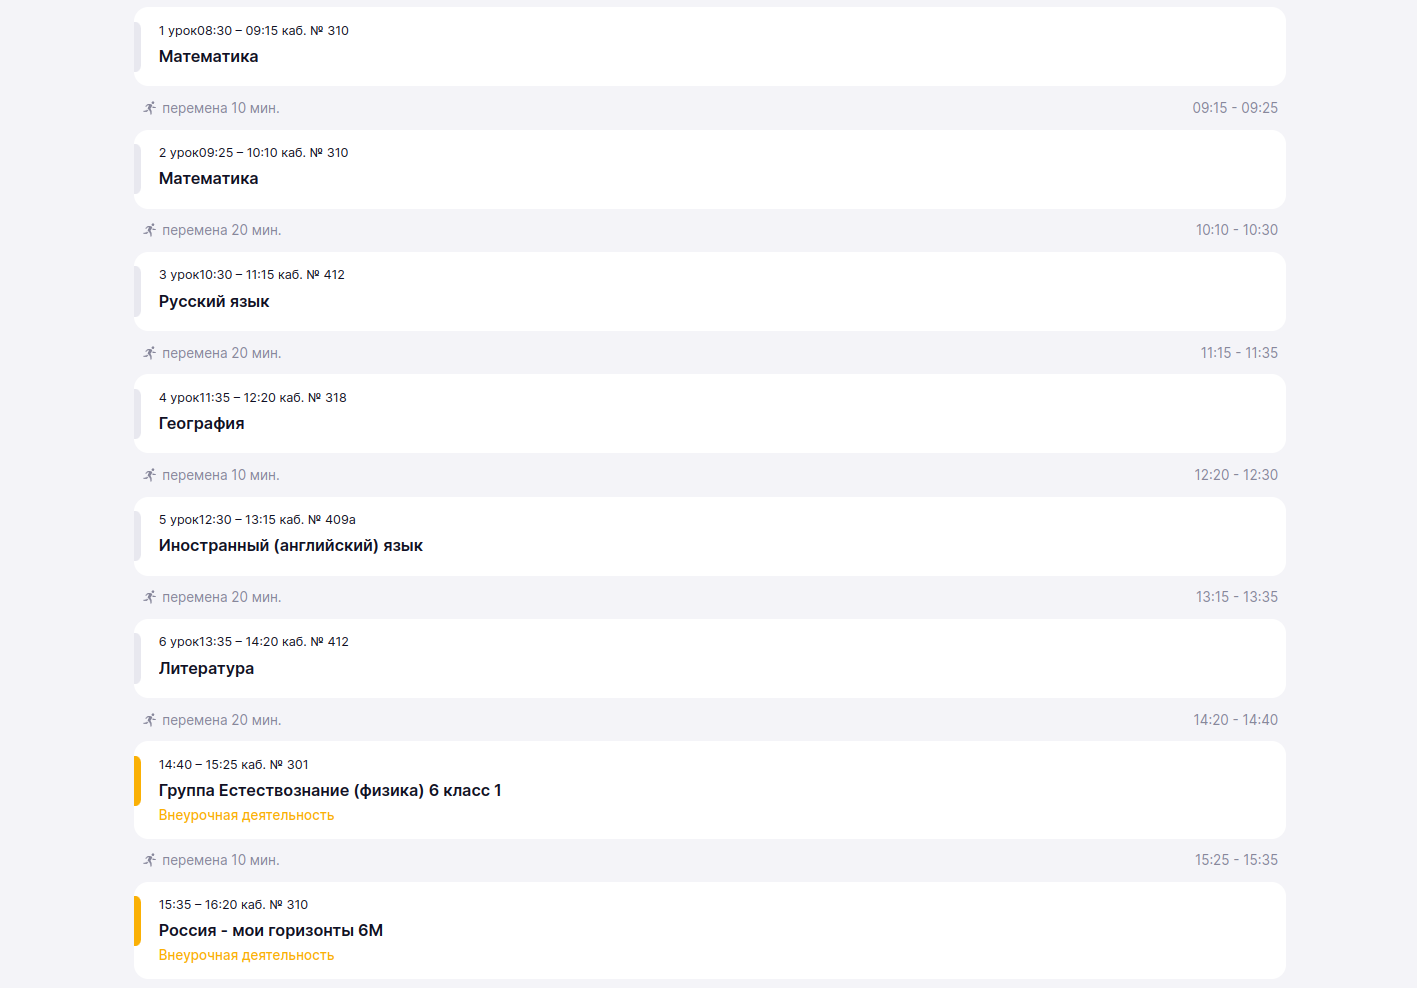 1 урок08:30 – 09:15 каб. № 310
Математика
перемена 10 мин. 09:15 - 09:25
2 урок09:25 – 10:10 каб. № 310
Математика
перемена 20 мин. 10:10 - 10:30
3 урок10:30 – 11:15 каб. № 412
Русский язык
перемена 20 мин. 11:15 - 11:35
4 урок11:35 – 12:20 каб. № 318
География
перемена 10 мин. 12:20 - 12:30
5 урок12:30 – 13:15 каб. № 409а
Иностранный (английский) язык
перемена 20 мин. 13:15 - 13:35
6 урок13:35 – 14:20 каб. № 412
Литература
перемена 20 мин. 14:20 - 14:40
14:40 – 15:25 каб. № 301
Группа Естествознание (физика) 6 класс 1
Внеурочная деятельность
перемена 10 мин. 15:25 - 15:35
15:35 – 16:20 каб. № 310
Россия - мои горизонты 6М
Внеурочная деятельность